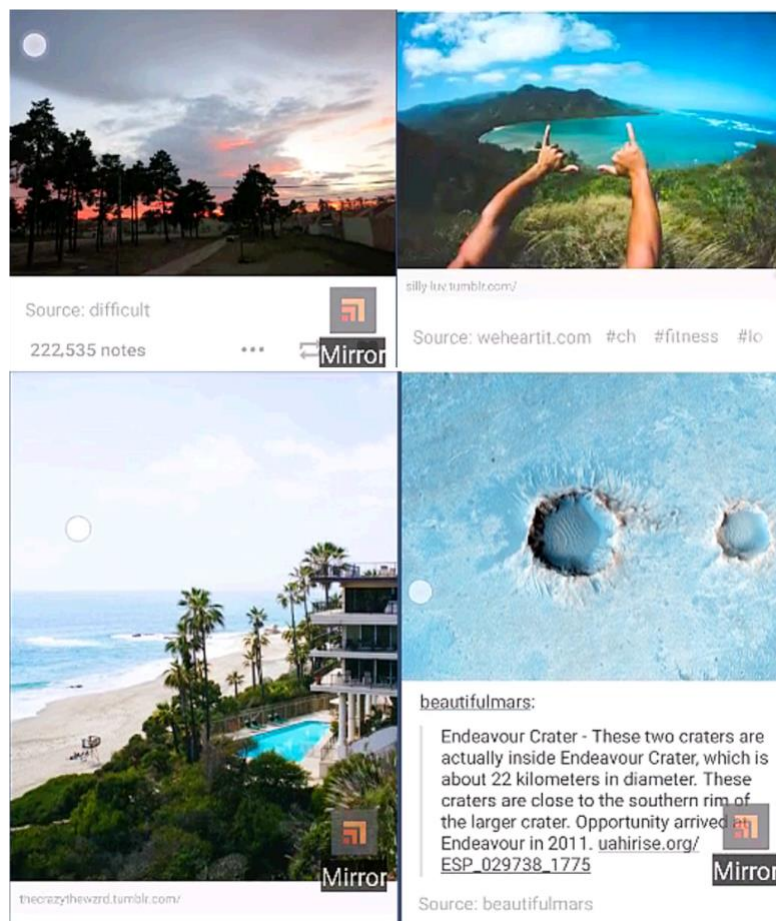 Source: difficult
222,535 notes
Mirror
silly-luv.tumblr.com/
Source: weheartit.com #ch #fitness #lo
Mirror
thecrazythewzrd.tumblr.com/
beautifulmars:
Endeavour Crater - These two craters are
actually inside Endeavour Crater, which is
about 22 kilometers in diameter. These
craters are close to the southern rim of
the larger crater. Opportunity arrived at
Endeavour in 2011. uahirise.org/
ESP_029738_1775
Mirror
Source: beautifulmars